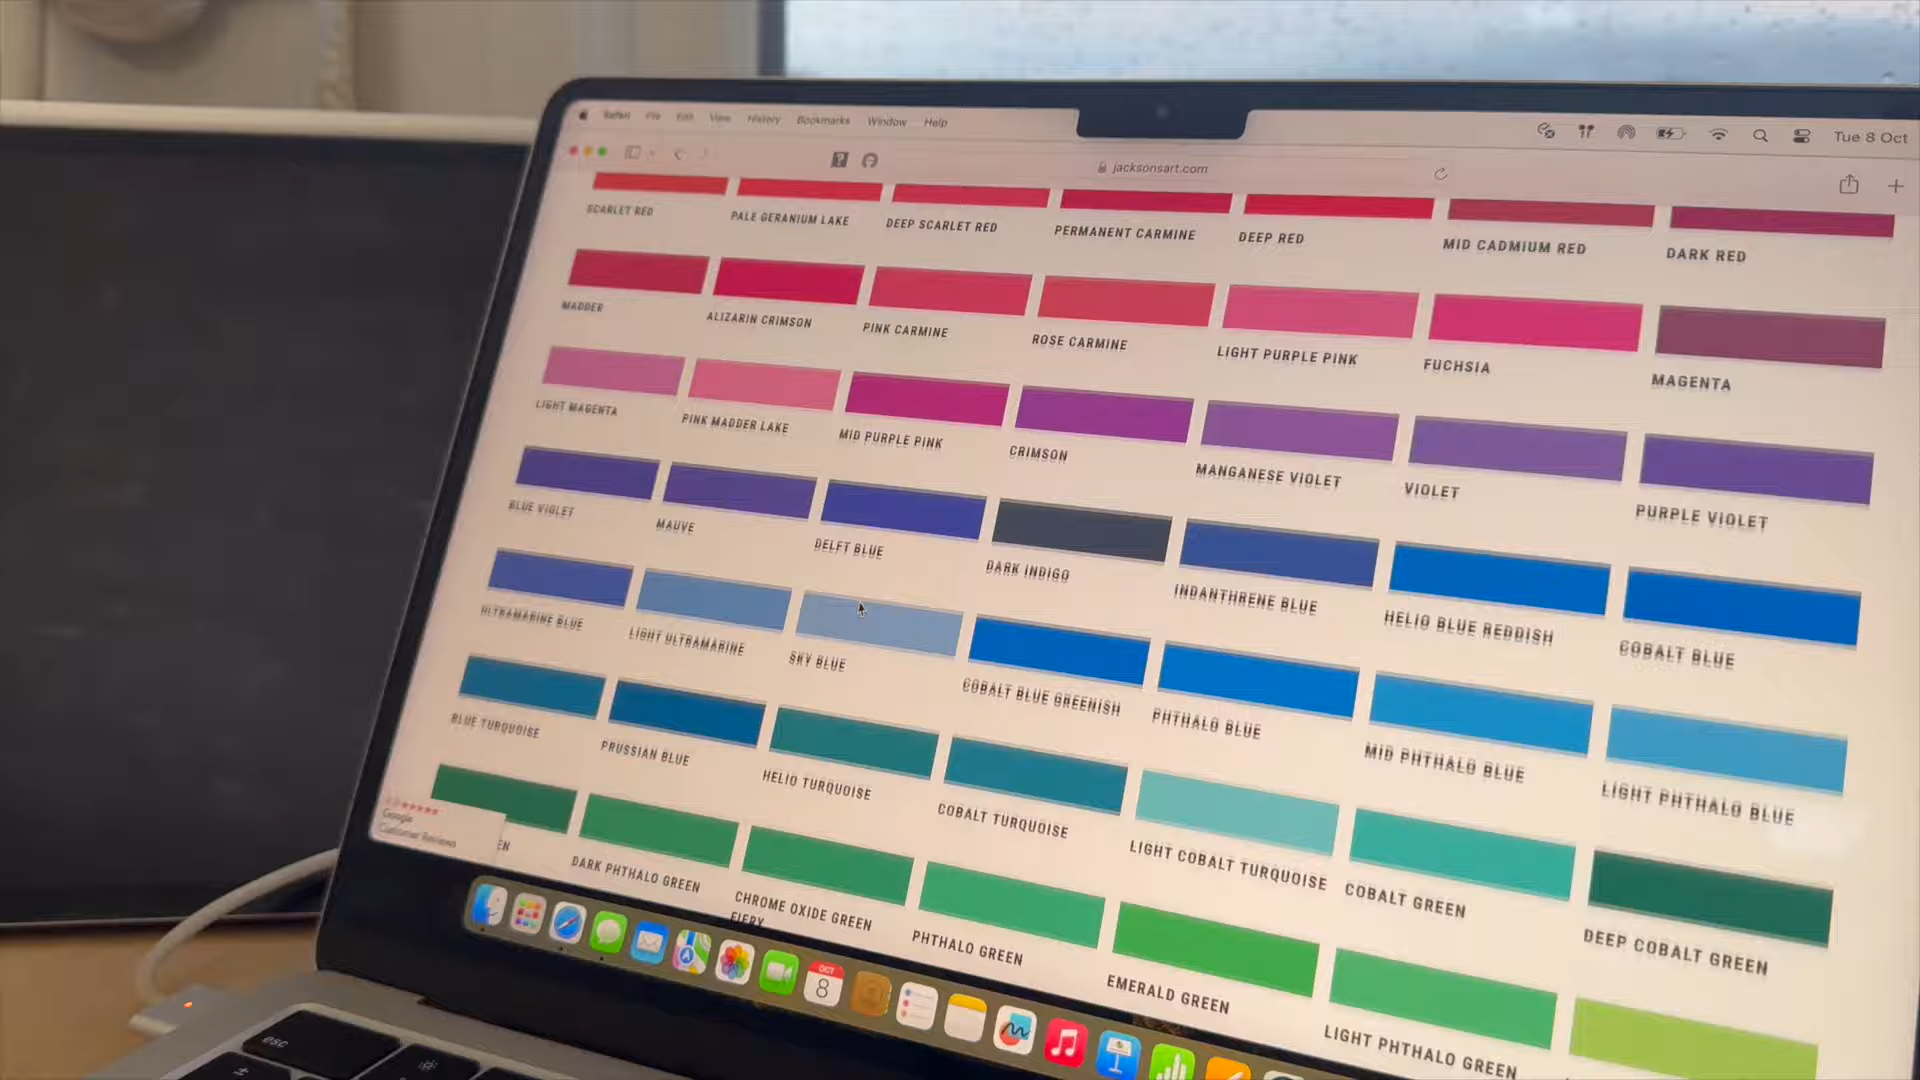 Safari File Edit View History Bookmarks Window Help
Tue 8 Oct
jacksonsart.com
SCARLET RED
PALE GERANIUM LAKE
DEEP SCARLET RED
PERMANENT CARMINE
DEEP RED
MID CADMIUM RED
DARK RED
MADDER
ALIZARIN CRIMSON
PINK CARMINE
ROSE CARMINE
LIGHT PURPLE PINK
FUCHSIA
MAGENTA
LIGHT MAGENTA
PINK MADDER LAKE
MID PURPLE PINK
CRIMSON
MANGANESE VIOLET
VIOLET
PURPLE VIOLET
BLUE VIOLET
MAUVE
DELFT BLUE
DARK INDIGO
INDANTHRENE BLUE
HELIO BLUE REDDISH
COBALT BLUE
ULTRAMARINE BLUE
LIGHT ULTRAMARINE
SKY BLUE
COBALT BLUE GREENISH
PHTHALO BLUE
MID PHTHALO BLUE
LIGHT PHTHALO BLUE
BLUE TURQUOISE
PRUSSIAN BLUE
HELIO TURQUOISE
COBALT TURQUOISE
LIGHT COBALT TURQUOISE
COBALT GREEN
DEEP COBALT GREEN
Google
Customer Reviews
EN
DARK PHTHALO GREEN
CHROME OXIDE GREEN
FIERY
PHTHALO GREEN
EMERALD GREEN
LIGHT PHTHALO GREEN
OCT
8
esc